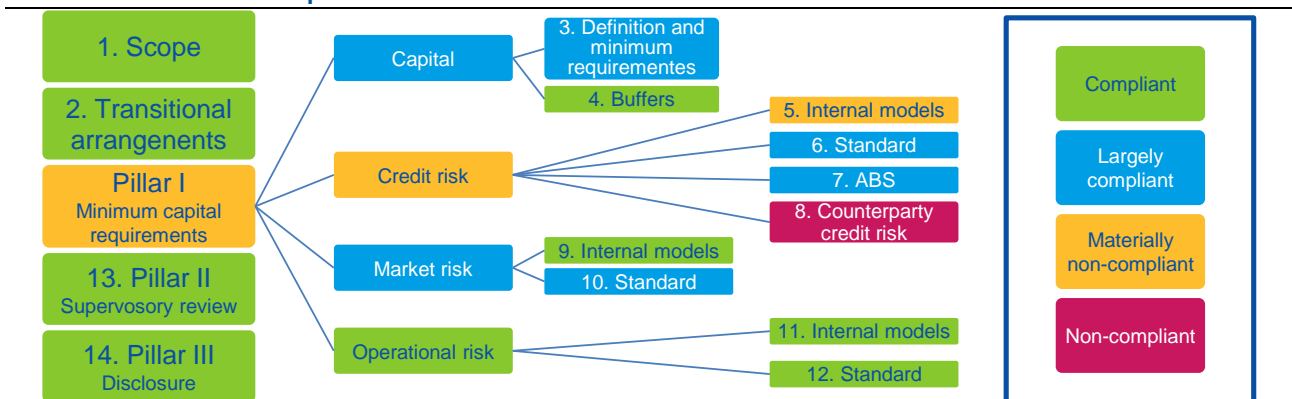 1. Scope
2. Transitional
arrangenents
Pillar I
Minimum capital
requirements
13. Pillar II
Supervosory review
14. Pillar III
Disclosure
Capital
Credit risk
Market risk
Operational risk
3. Definition and
minimum
requirementes
4. Buffers
5. Internal models
6. Standard
7. ABS
8. Counterparty
credit risk
9. Internal models
10. Standard
11. Internal models
12. Standard
Compliant
Largely
compliant
Materially
non-compliant
Non-compliant